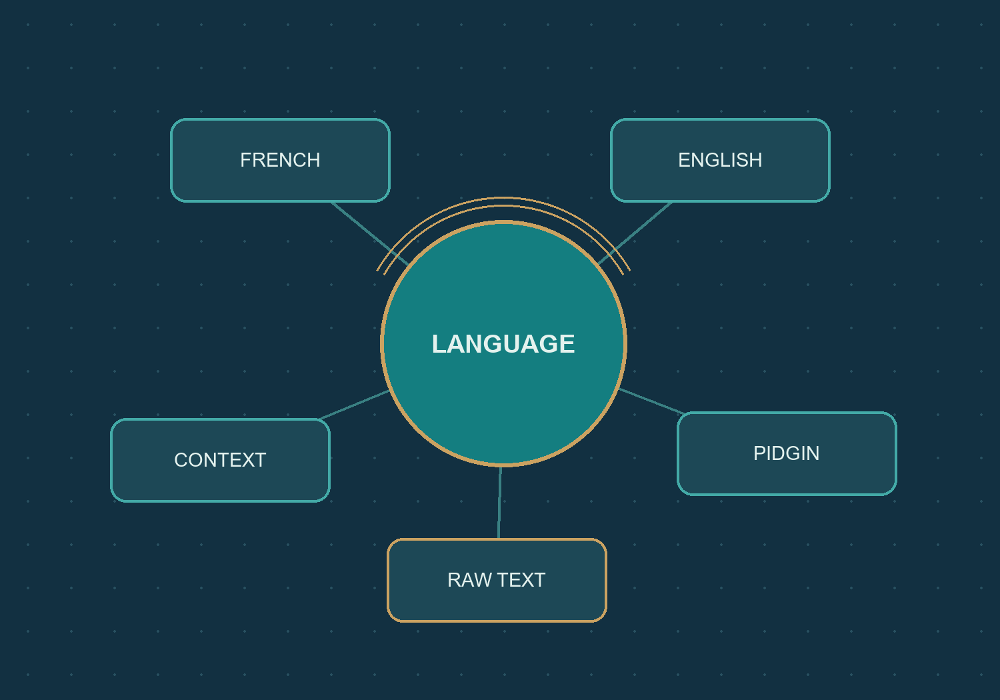 FRENCH
ENGLISH
LANGUAGE
CONTEXT
PIDGIN
RAW TEXT